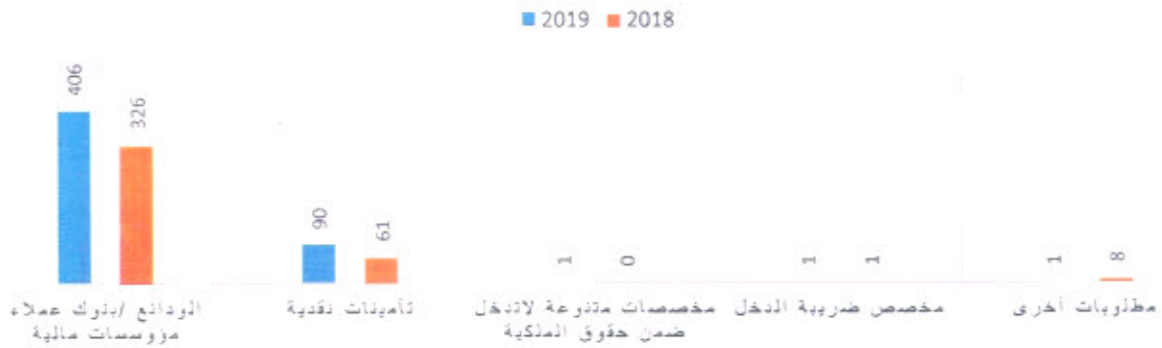 2019 2018
406
326
90
61
1
0
1
1
1
8
الودائع /بنوك عملاء
مؤوسسات مالية
تأمينات نقدية
مخصصات متنوعة لاتدخل
ضمن حقوق الملكية
مخصص ضريبة الدخل
مطلوبات أخرى